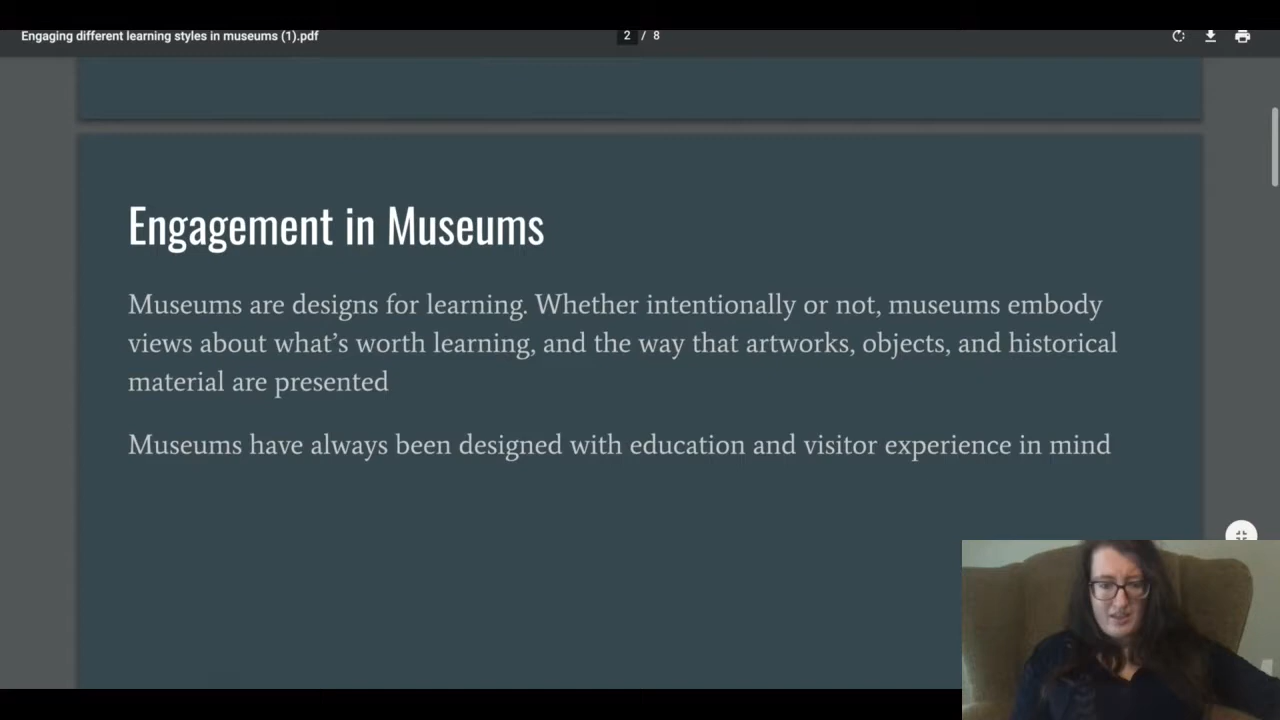 Engaging different learning styles in museums (1).pdf
2 / 8
Engagement in Museums
Museums are designs for learning. Whether intentionally or not, museums embody
views about what’s worth learning, and the way that artworks, objects, and historical
material are presented
Museums have always been designed with education and visitor experience in mind